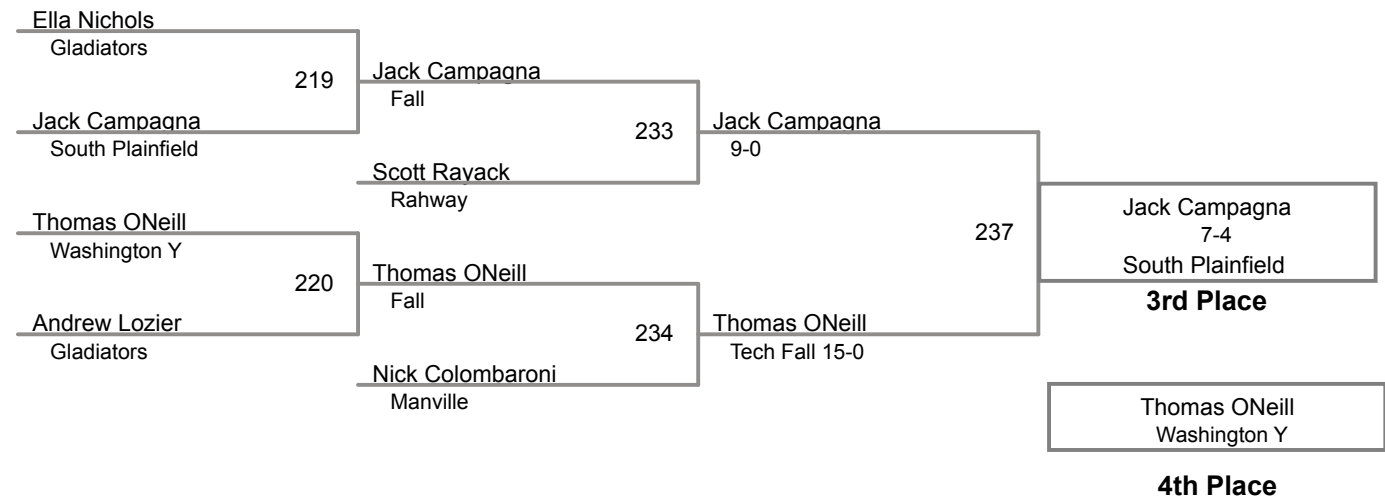 Ella Nichols
Gladiators
219
Jack Campagna
Fall
Jack Campagna
South Plainfield
233
Jack Campagna
9-0
Scott Rayack
Rahway
Thomas ONeill
Washington Y
220
Thomas ONeill
Fall
Andrew Lozier
Gladiators
234
Thomas ONeill
Tech Fall 15-0
Nick Colombaroni
Manville
237
Jack Campagna
7-4
South Plainfield
3rd Place
Thomas ONeill
Washington Y
4th Place